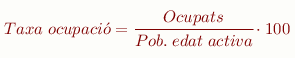 Taxa ocupació = Ocupats / Pob. edat activa · 100